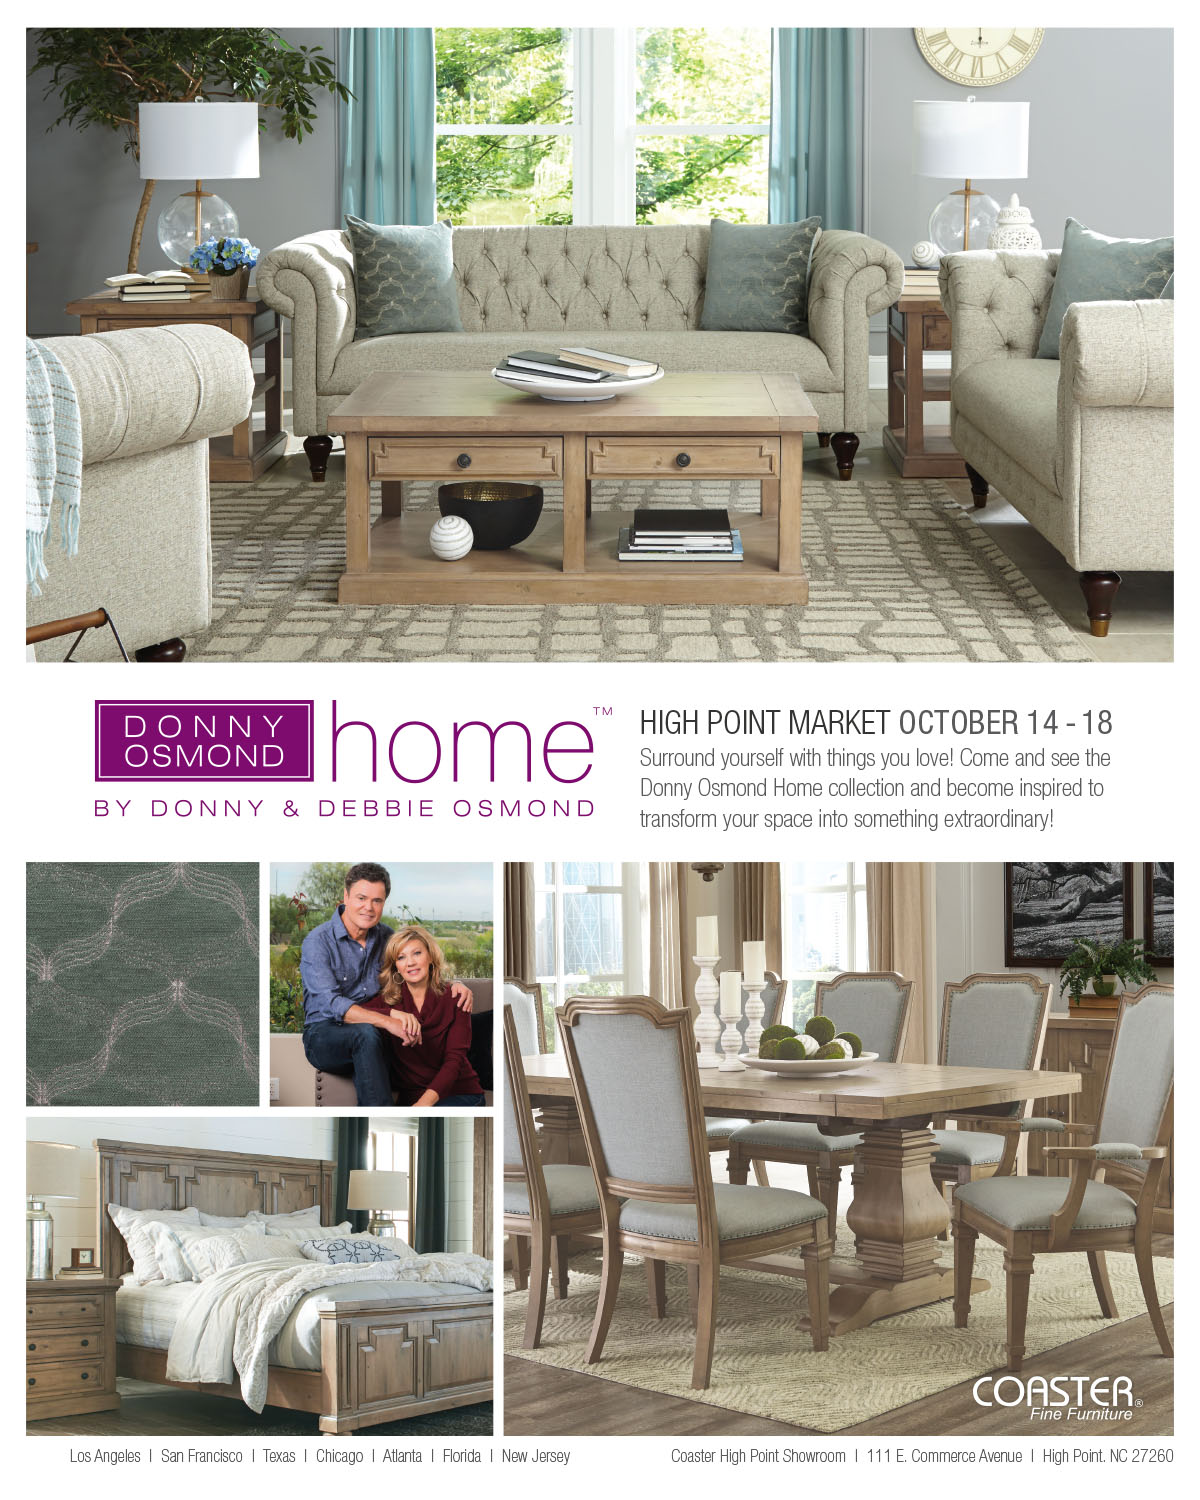 DONNY
OSMOND
home™
BY DONNY & DEBBIE OSMOND
HIGH POINT MARKET OCTOBER 14 - 18
Surround yourself with things you love! Come and see the
Donny Osmond Home collection and become inspired to
transform your space into something extraordinary!
COASTER®
Fine Furniture
Los Angeles | San Francisco | Texas | Chicago | Atlanta | Florida | New Jersey
Coaster High Point Showroom | 111 E. Commerce Avenue | High Point. NC 27260